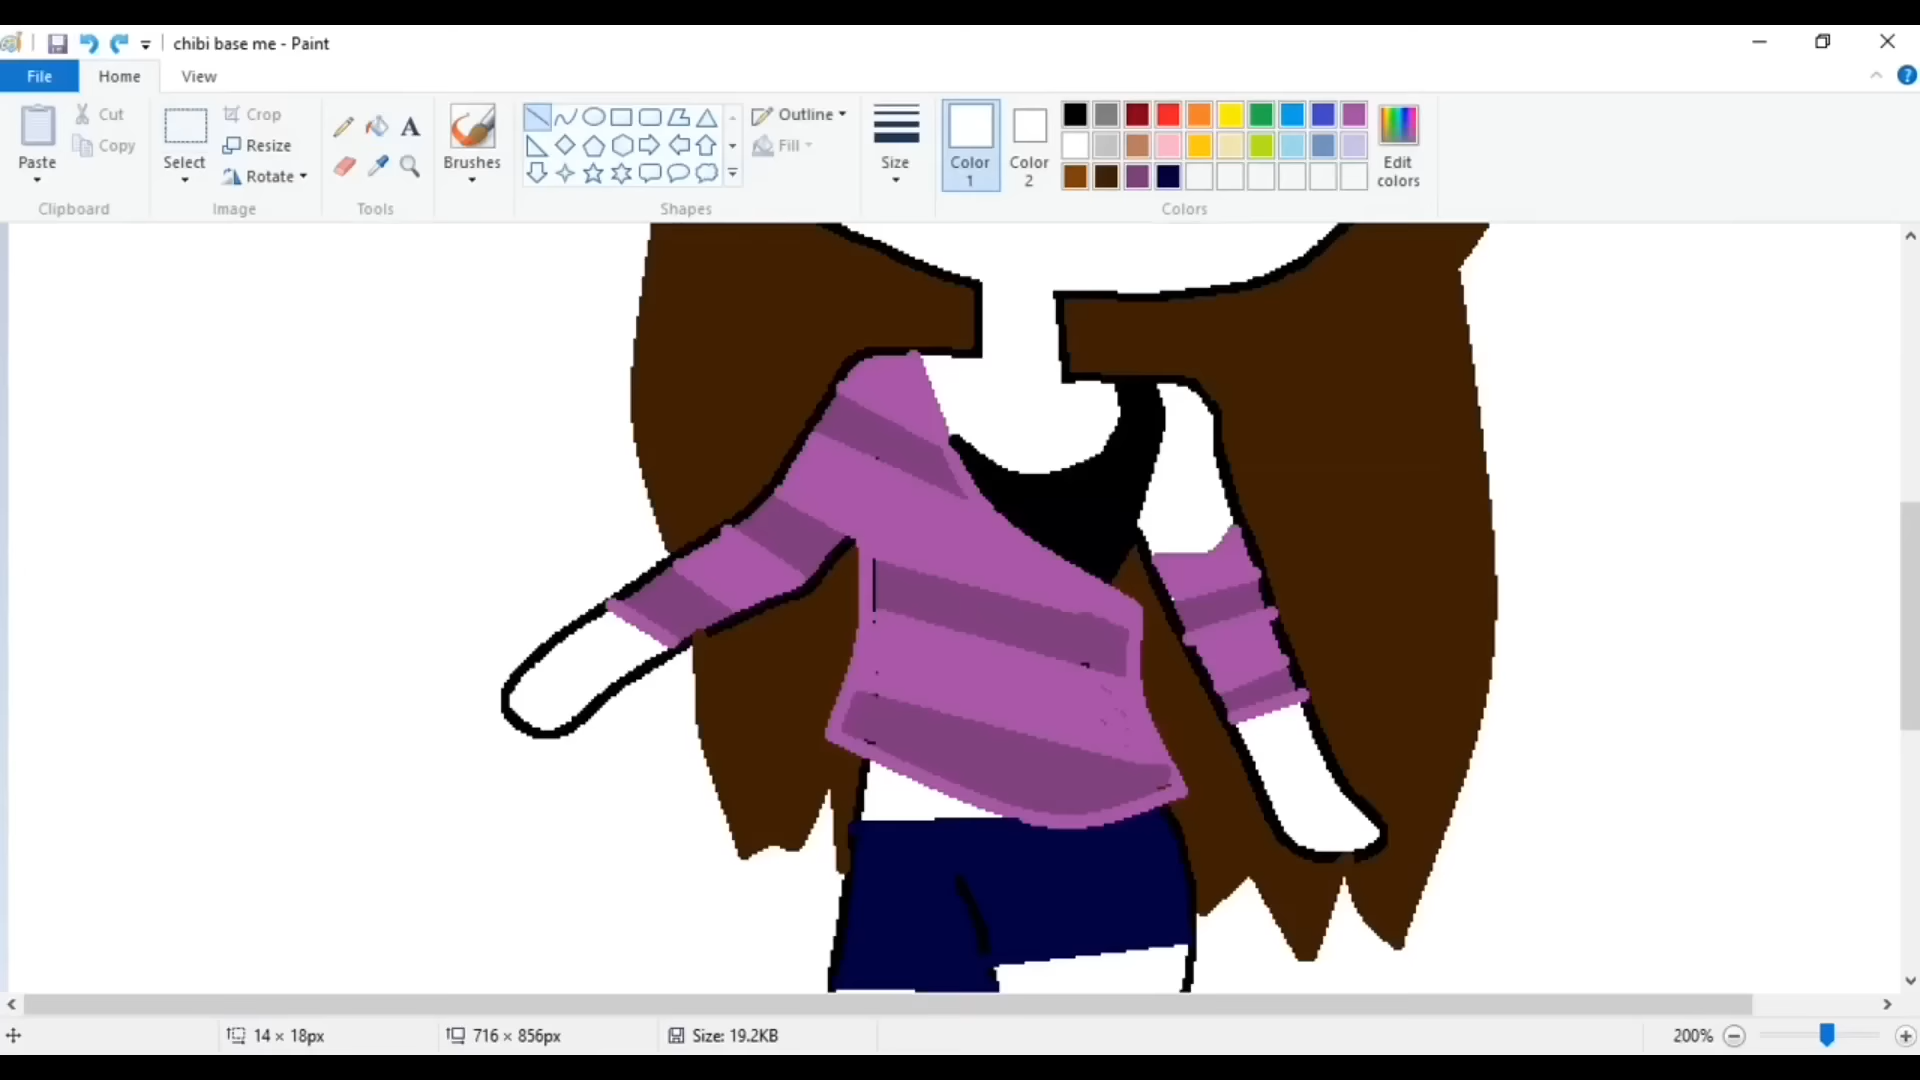 chibi base me - Paint
File Home View
Paste
Cut
Copy
Clipboard
Select
Crop
Resize
Rotate
Image
A
Tools
Brushes
Shapes
Outline
Fill
Size
Color
1
Color
2
Edit
colors
Colors
14 × 18px
716 × 856px
Size: 19.2KB
200%